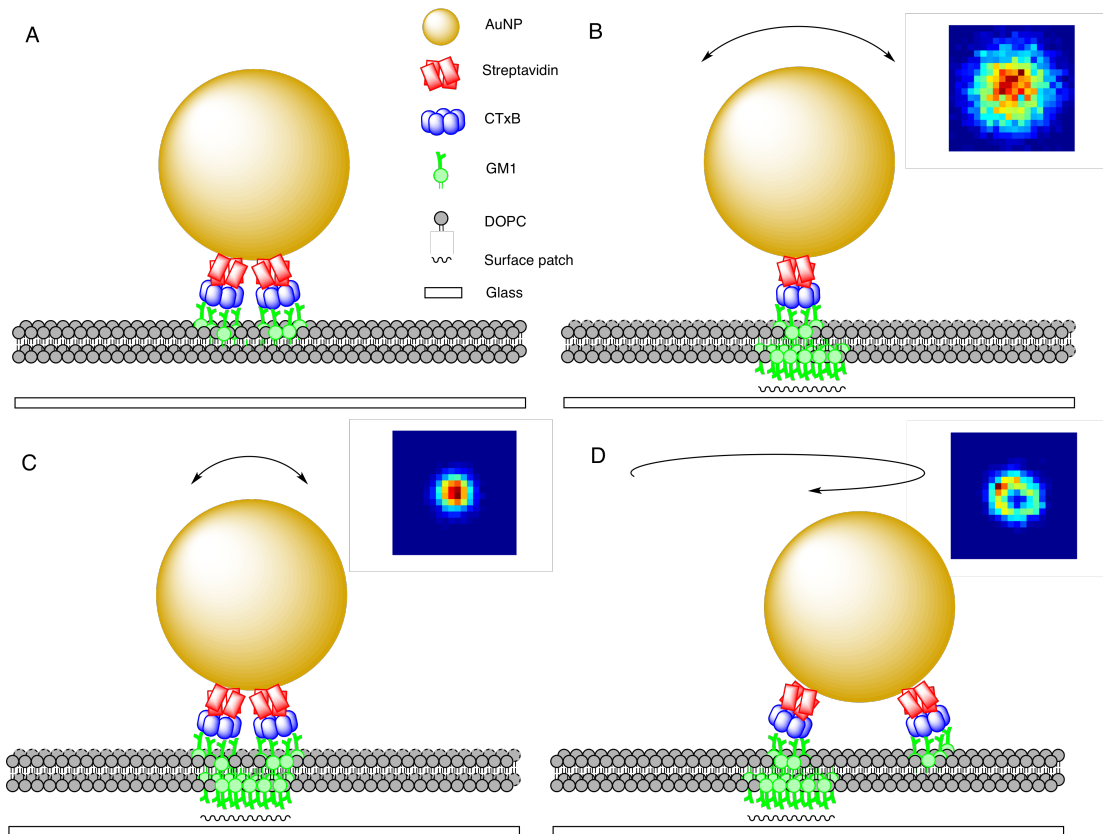 A
AuNP
Streptavidin
CTxB
GM1
DOPC
Surface patch
Glass
B
C
D